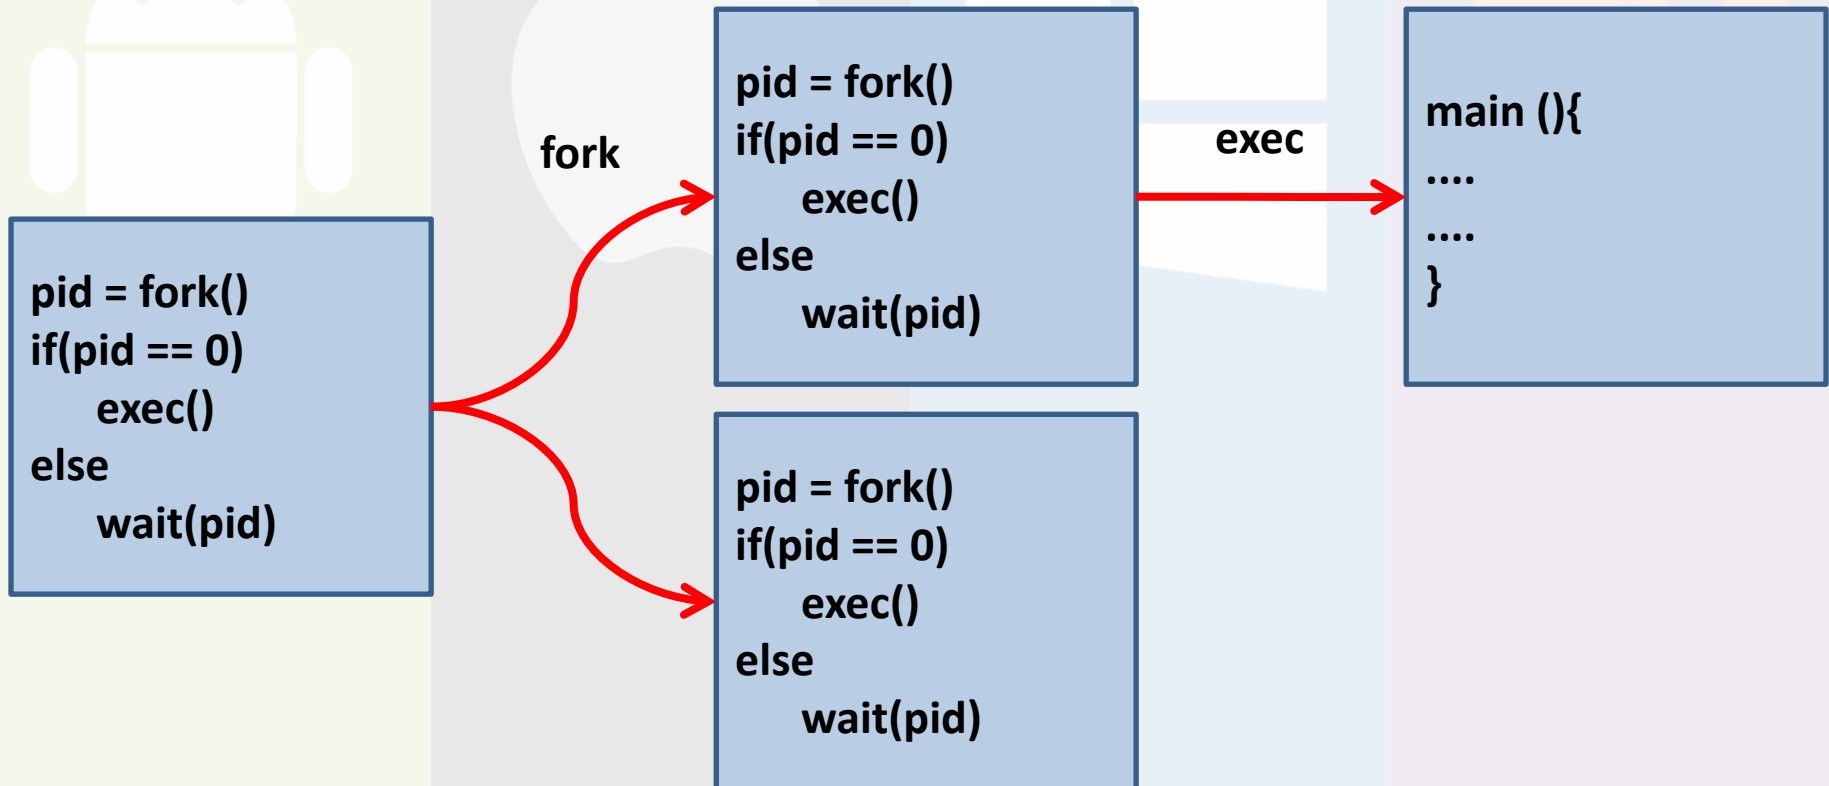 pid = fork()
if(pid == 0)
exec()
else
wait(pid)
fork
pid = fork()
if(pid == 0)
exec()
else
wait(pid)
exec
main (){
....
....
}
pid = fork()
if(pid == 0)
exec()
else
wait(pid)